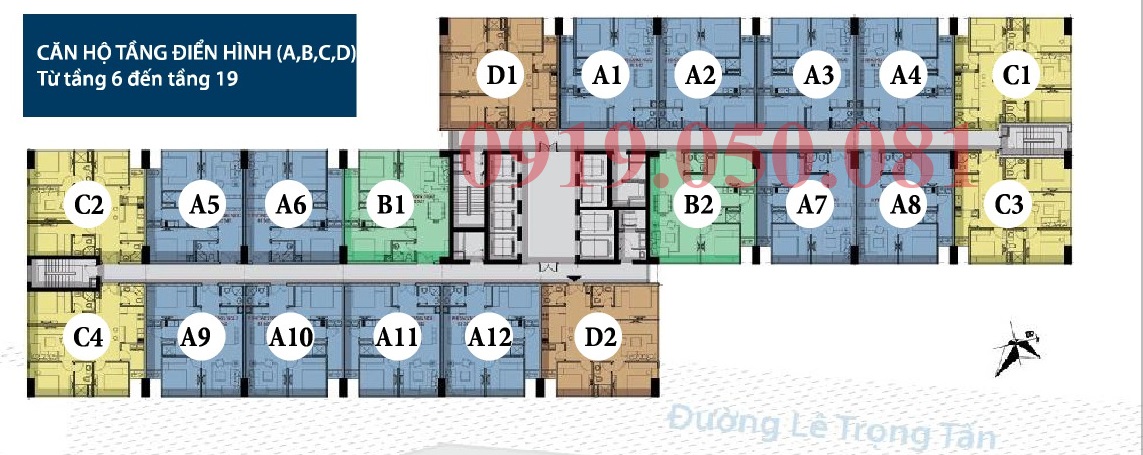 CĂN HỘ TẦNG ĐIỂN HÌNH (A,B,C,D)
Từ tầng 6 đến tầng 19
D1 A1 A2 A3 A4 C1
0919.050.081
C2 A5 A6 B1 B2 A7 A8 C3
C4 A9 A10 A11 A12 D2
Đường Lê Trọng Tấn